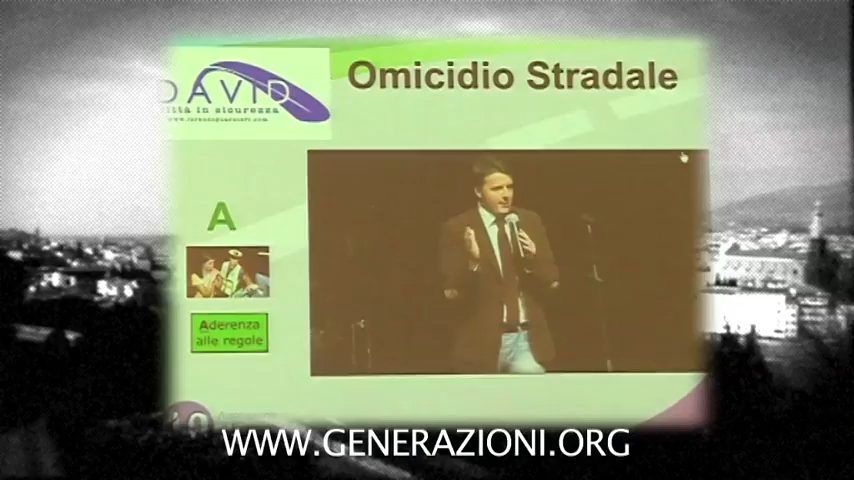 Omicidio Stradale
DAVID
città in sicurezza
A
Aderenza
alle regole
WWW.GENERAZIONI.ORG